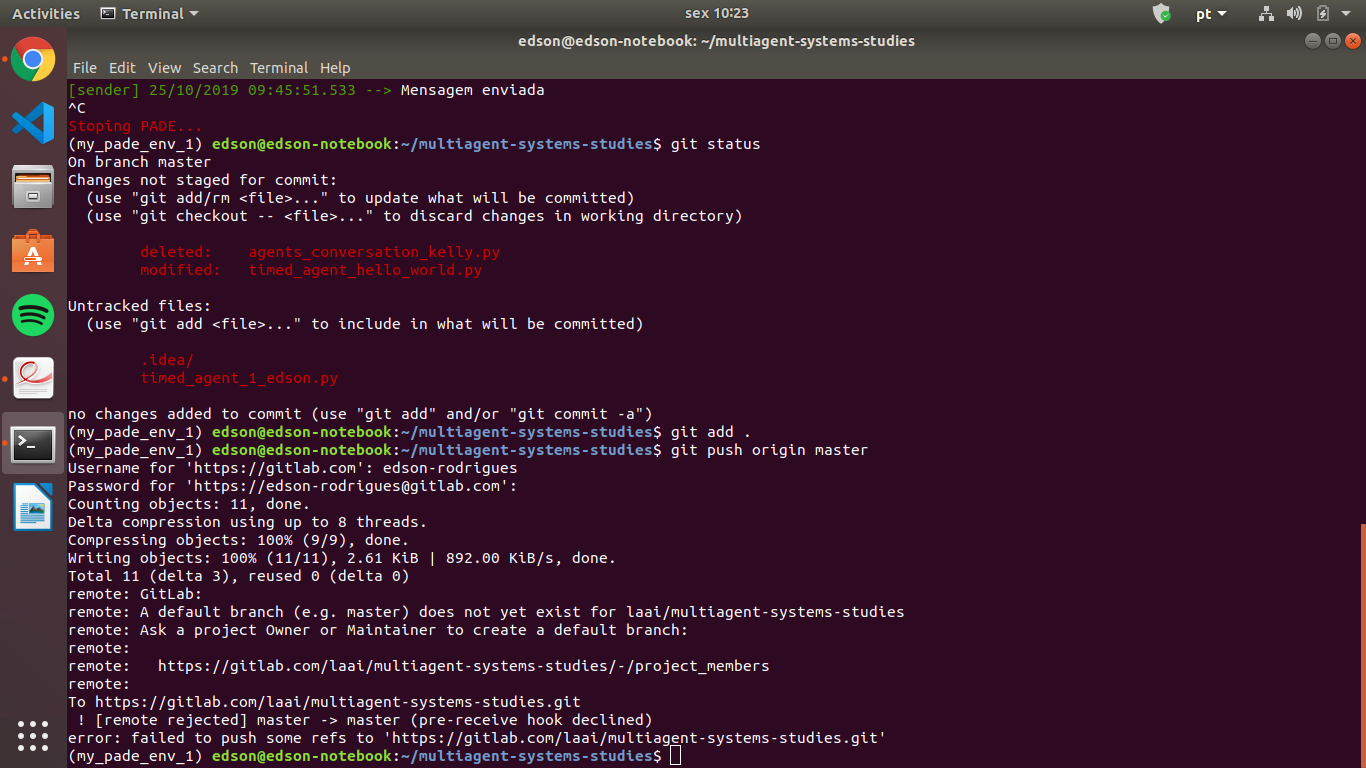 Activities Terminal sex 10:23 pt
edson@edson-notebook: ~/multiagent-systems-studies
File Edit View Search Terminal Help
[sender] 25/10/2019 09:45:51.533 --> Mensagem enviada
^C
Stoping PADE...
(my_pade_env_1) edson@edson-notebook:~/multiagent-systems-studies$ git status
On branch master
Changes not staged for commit:
  (use "git add/rm <file>..." to update what will be committed)
  (use "git checkout -- <file>..." to discard changes in working directory)
        deleted:    agents_conversation_kelly.py
        modified:   timed_agent_hello_world.py
Untracked files:
  (use "git add <file>..." to include in what will be committed)
        .idea/
        timed_agent_1_edson.py
no changes added to commit (use "git add" and/or "git commit -a")
(my_pade_env_1) edson@edson-notebook:~/multiagent-systems-studies$ git add .
(my_pade_env_1) edson@edson-notebook:~/multiagent-systems-studies$ git push origin master
Username for 'https://gitlab.com': edson-rodrigues
Password for 'https://edson-rodrigues@gitlab.com':
Counting objects: 11, done.
Delta compression using up to 8 threads.
Compressing objects: 100% (9/9), done.
Writing objects: 100% (11/11), 2.61 KiB | 892.00 KiB/s, done.
Total 11 (delta 3), reused 0 (delta 0)
remote: GitLab:
remote: A default branch (e.g. master) does not yet exist for laai/multiagent-systems-studies
remote: Ask a project Owner or Maintainer to create a default branch:
remote:
remote:   https://gitlab.com/laai/multiagent-systems-studies/-/project_members
remote:
To https://gitlab.com/laai/multiagent-systems-studies.git
 ! [remote rejected] master -> master (pre-receive hook declined)
error: failed to push some refs to 'https://gitlab.com/laai/multiagent-systems-studies.git'
(my_pade_env_1) edson@edson-notebook:~/multiagent-systems-studies$